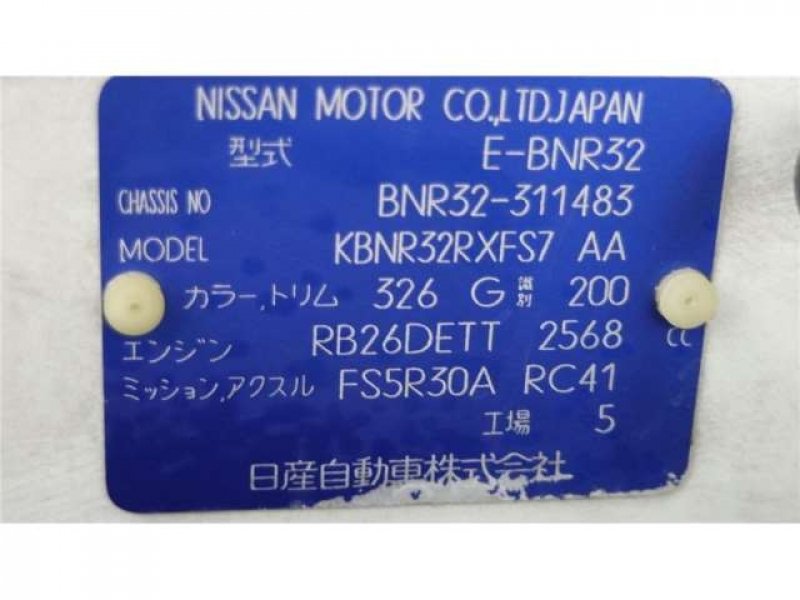 NISSAN MOTOR CO.,LTD.JAPAN
型式 E-BNR32
CHASSIS NO BNR32-311483
MODEL KBNR32RXFS7 AA
カラー,トリム 326 G 識別 200
エンジン RB26DETT 2568 CC
ミッション,アクスル FS5R30A RC41
工場 5
日産自動車株式会社